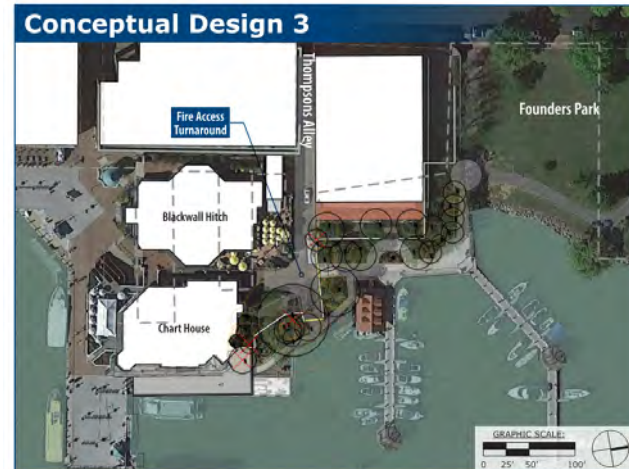 Conceptual Design 3
Thompsons Alley
Fire Access
Turnaround
Founders Park
Blackwall Hitch
Chart House
GRAPHIC SCALE:
0 25' 50' 100'